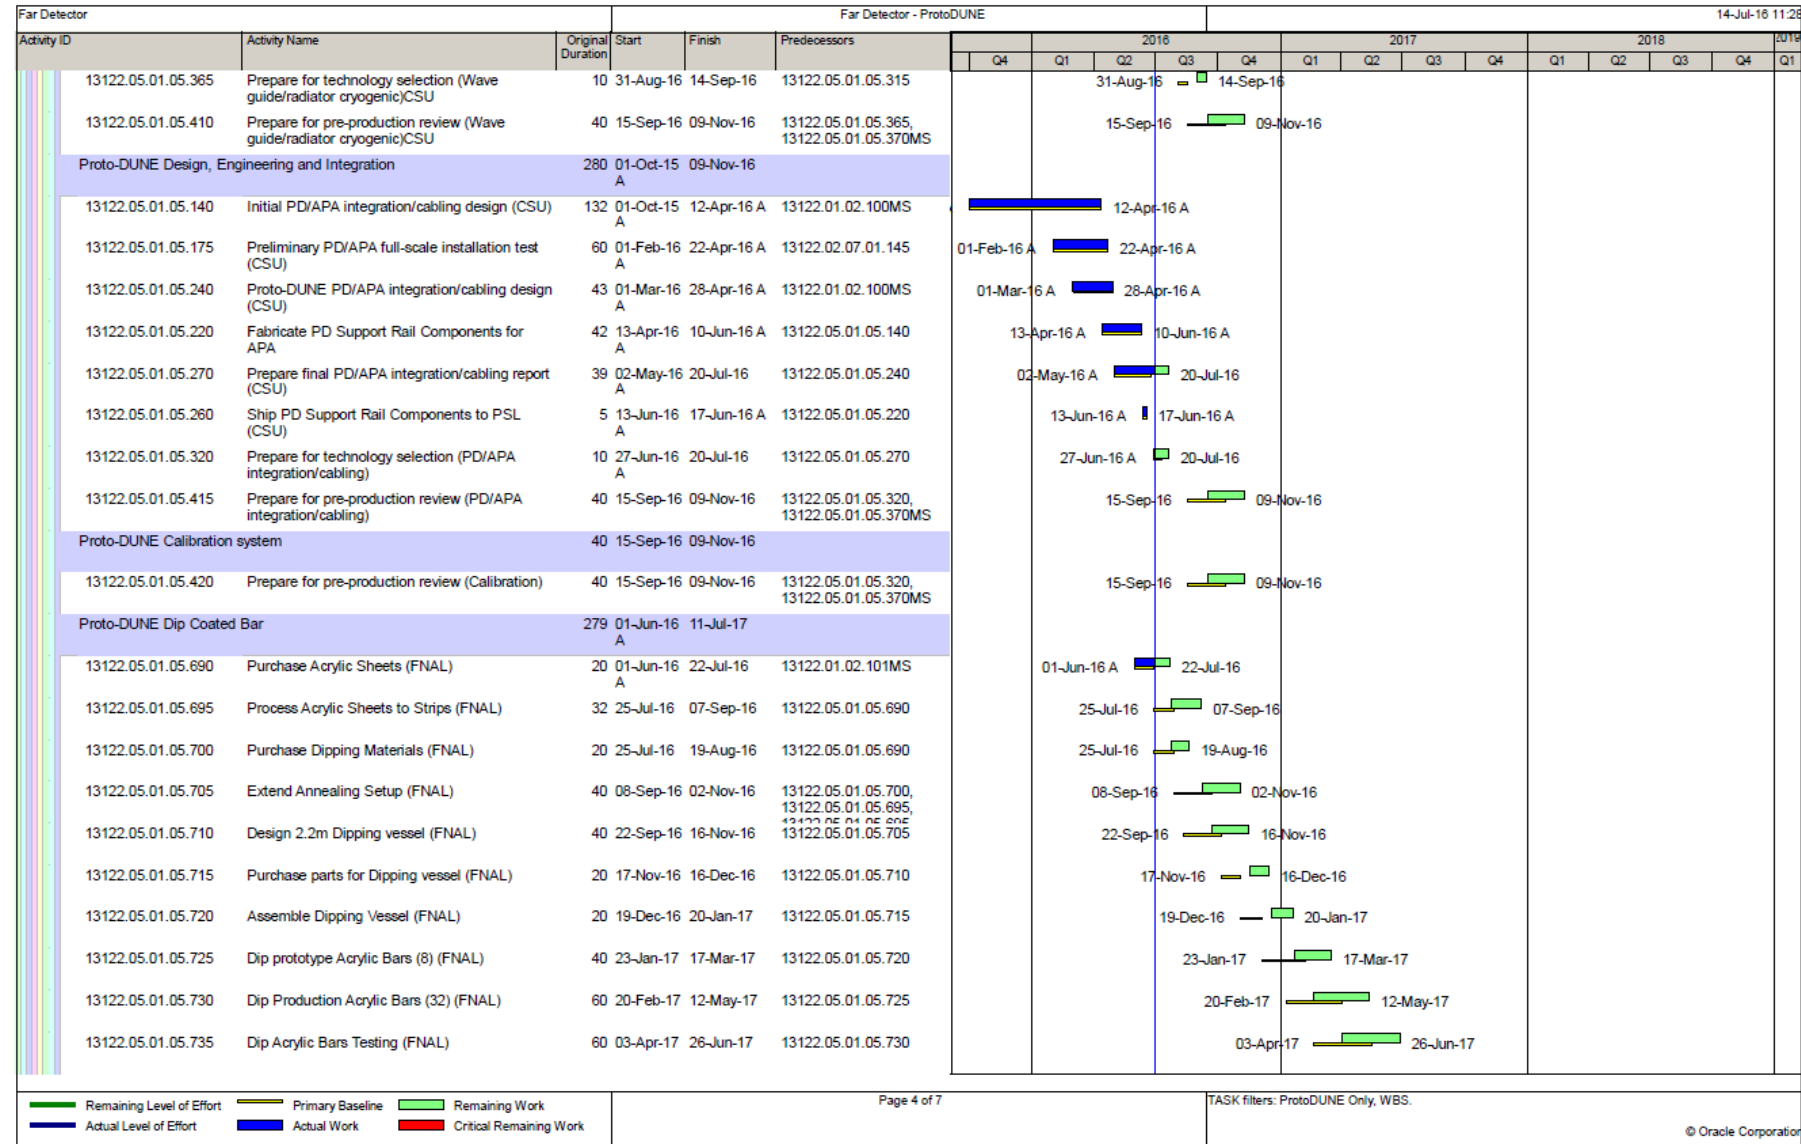 Far Detector Far Detector - ProtoDUNE 14-Jul-16 11:28
Activity ID Activity Name Original Duration Start Finish Predecessors 2016 2017 2018 2019
Q4 Q1 Q2 Q3 Q4 Q1 Q2 Q3 Q4 Q1 Q2 Q3 Q4 Q1
13122.05.01.05.365 Prepare for technology selection (Wave 10 31-Aug-16 14-Sep-16 13122.05.01.05.315 31-Aug-16 14-Sep-16
guide/radiator cryogenic)CSU
13122.05.01.05.410 Prepare for pre-production review (Wave 40 15-Sep-16 09-Nov-16 13122.05.01.05.365, 15-Sep-16 09-Nov-16
guide/radiator cryogenic)CSU 13122.05.01.05.370MS
Proto-DUNE Design, Engineering and Integration 280 01-Oct-15 09-Nov-16
A
13122.05.01.05.140 Initial PD/APA integration/cabling design (CSU) 132 01-Oct-15 12-Apr-16 A 13122.01.02.100MS 12-Apr-16 A
A
13122.05.01.05.175 Preliminary PD/APA full-scale installation test 60 01-Feb-16 22-Apr-16 A 13122.02.07.01.145 01-Feb-16 A 22-Apr-16 A
(CSU) A
13122.05.01.05.240 Proto-DUNE PD/APA integration/cabling design 43 01-Mar-16 28-Apr-16 A 13122.01.02.100MS 01-Mar-16 A 28-Apr-16 A
(CSU) A
13122.05.01.05.220 Fabricate PD Support Rail Components for 42 13-Apr-16 10-Jun-16 A 13122.05.01.05.140 13-Apr-16 A 10-Jun-16 A
APA A
13122.05.01.05.270 Prepare final PD/APA integration/cabling report 39 02-May-16 20-Jul-16 13122.05.01.05.240 02-May-16 A 20-Jul-16
(CSU) A
13122.05.01.05.260 Ship PD Support Rail Components to PSL 5 13-Jun-16 17-Jun-16 A 13122.05.01.05.220 13-Jun-16 A 17-Jun-16 A
(CSU) A
13122.05.01.05.320 Prepare for technology selection (PD/APA 10 27-Jun-16 20-Jul-16 13122.05.01.05.270 27-Jun-16 A 20-Jul-16
integration/cabling) A
13122.05.01.05.415 Prepare for pre-production review (PD/APA 40 15-Sep-16 09-Nov-16 13122.05.01.05.320, 15-Sep-16 09-Nov-16
integration/cabling) 13122.05.01.05.370MS
Proto-DUNE Calibration system 40 15-Sep-16 09-Nov-16
13122.05.01.05.420 Prepare for pre-production review (Calibration) 40 15-Sep-16 09-Nov-16 13122.05.01.05.320, 15-Sep-16 09-Nov-16
13122.05.01.05.370MS
Proto-DUNE Dip Coated Bar 279 01-Jun-16 11-Jul-17
A
13122.05.01.05.690 Purchase Acrylic Sheets (FNAL) 20 01-Jun-16 22-Jul-16 13122.01.02.101MS 01-Jun-16 A 22-Jul-16
A
13122.05.01.05.695 Process Acrylic Sheets to Strips (FNAL) 32 25-Jul-16 07-Sep-16 13122.05.01.05.690 25-Jul-16 07-Sep-16
13122.05.01.05.700 Purchase Dipping Materials (FNAL) 20 25-Jul-16 19-Aug-16 13122.05.01.05.690 25-Jul-16 19-Aug-16
13122.05.01.05.705 Extend Annealing Setup (FNAL) 40 08-Sep-16 02-Nov-16 13122.05.01.05.700, 08-Sep-16 02-Nov-16
13122.05.01.05.695,
13122.05.01.05.710 Design 2.2m Dipping vessel (FNAL) 40 22-Sep-16 16-Nov-16 13122.05.01.05.705 22-Sep-16 16-Nov-16
13122.05.01.05.715 Purchase parts for Dipping vessel (FNAL) 20 17-Nov-16 16-Dec-16 13122.05.01.05.710 17-Nov-16 16-Dec-16
13122.05.01.05.720 Assemble Dipping Vessel (FNAL) 20 19-Dec-16 20-Jan-17 13122.05.01.05.715 19-Dec-16 20-Jan-17
13122.05.01.05.725 Dip prototype Acrylic Bars (8) (FNAL) 40 23-Jan-17 17-Mar-17 13122.05.01.05.720 23-Jan-17 17-Mar-17
13122.05.01.05.730 Dip Production Acrylic Bars (32) (FNAL) 60 20-Feb-17 12-May-17 13122.05.01.05.725 20-Feb-17 12-May-17
13122.05.01.05.735 Dip Acrylic Bars Testing (FNAL) 60 03-Apr-17 26-Jun-17 13122.05.01.05.730 03-Apr-17 26-Jun-17
Remaining Level of Effort Primary Baseline Remaining Work Page 4 of 7 TASK filters: ProtoDUNE Only, WBS.
Actual Level of Effort Actual Work Critical Remaining Work
© Oracle Corporation